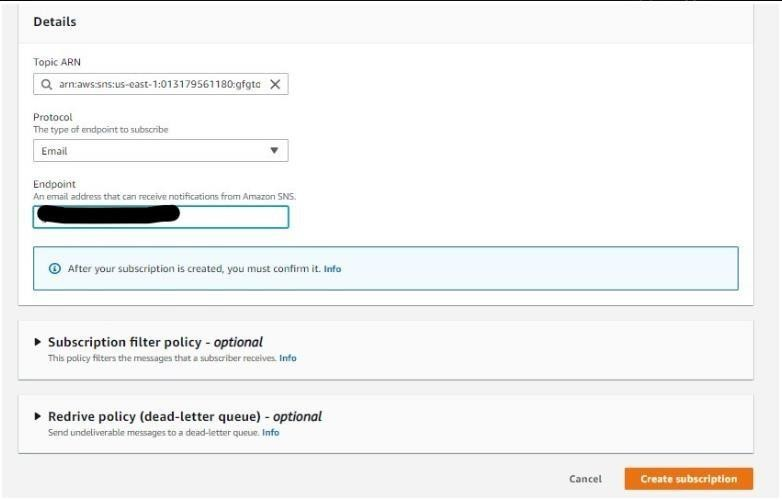 Details
Topic ARN
arn:aws:sns:us-east-1:013179561180:gfgto
Protocol
The type of endpoint to subscribe
Email
Endpoint
An email address that can receive notifications from Amazon SNS.
After your subscription is created, you must confirm it. Info
Subscription filter policy - optional
This policy filters the messages that a subscriber receives. Info
Redrive policy (dead-letter queue) - optional
Send undeliverable messages to a dead-letter queue. Info
Cancel Create subscription